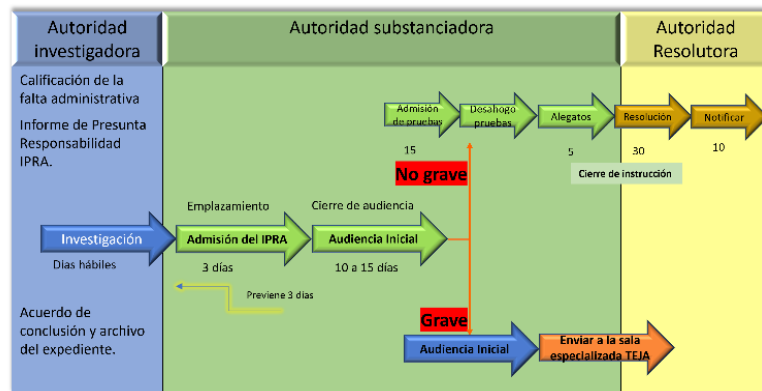 Autoridad
investigadora
Autoridad substanciadora
Autoridad
Resolutora
Calificación de la
falta administrativa
Informe de Presunta
Responsabilidad
IPRA.
Admisión
de pruebas
Desahogo
pruebas
Alegatos
Resolución
Notificar
15
5
30
10
Cierre de instrucción
No grave
Emplazamiento
Cierre de audiencia
Investigación
Admisión del IPRA
Audiencia Inicial
Dias hábiles
3 días
10 a 15 días
Previene 3 días
Acuerdo de
conclusión y archivo
del expediente.
Grave
Audiencia Inicial
Enviar a la sala
especializada TEJA